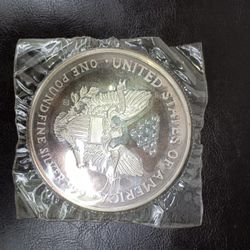 UNITED STATES OF AMERICA
ONE POUND FINE SILVER